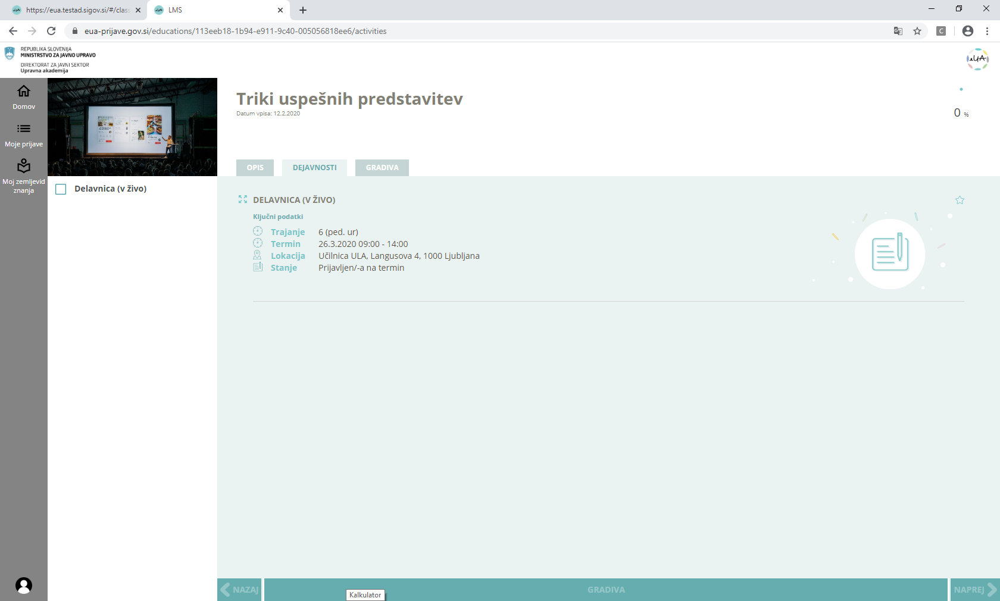 https://eua.testad.sigov.si/#/clas
LMS
eua-prijave.gov.si/educations/113eeb18-1b94-e911-9c40-005056818ee6/activities
REPUBLIKA SLOVENIJA
MINISTRSTVO ZA JAVNO UPRAVO
DIREKTORAT ZA JAVNI SEKTOR
Upravna akademija
eUA
Domov
Moje prijave
Moj zemljevid
znanja
Triki uspešnih predstavitev
Datum vpisa: 12.2.2020
0 %
OPIS
DEJAVNOSTI
GRADIVA
Delavnica (v živo)
DELAVNICA (V ŽIVO)
Ključni podatki
Trajanje 6 (ped. ur)
Termin 26.3.2020 09:00 - 14:00
Lokacija Učilnica ULA, Langusova 4, 1000 Ljubljana
Stanje Prijavljen/-a na termin
NAZAJ
GRADIVA
NAPREJ
Kalkulator